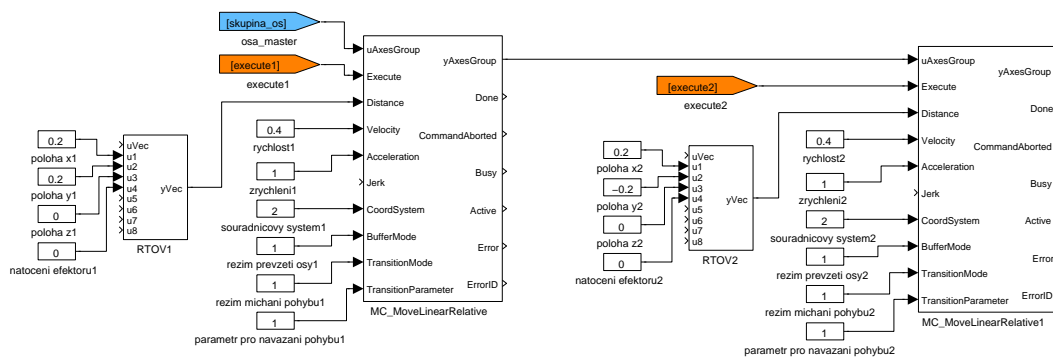 [skupina_os]
osa_master
[execute1]
execute1
0.2
poloha x1
0.2
poloha y1
0
poloha z1
0
natoceni efektoru1
uVec
u1
u2
u3
u4
u5
u6
u7
u8
yVec
RTOV1
0.4
rychlost1
1
zrychleni1
2
souradnicovy system1
1
rezim prevzeti osy1
1
rezim michani pohybu1
1
parametr pro navazani pohybu1
uAxesGroup
Execute
Distance
Velocity
Acceleration
Jerk
CoordSystem
BufferMode
TransitionMode
TransitionParameter
yAxesGroup
Done
CommandAborted
Busy
Active
Error
ErrorID
MC_MoveLinearRelative
[execute2]
execute2
0.2
poloha x2
−0.2
poloha y2
0
poloha z2
0
natoceni efektoru2
uVec
u1
u2
u3
u4
u5
u6
u7
u8
yVec
RTOV2
0.4
rychlost2
1
zrychleni2
2
souradnicovy system2
1
rezim prevzeti osy2
1
rezim michani pohybu2
1
parametr pro navazani pohybu2
uAxesGroup
Execute
Distance
Velocity
Acceleration
Jerk
CoordSystem
BufferMode
TransitionMode
TransitionParameter
yAxesGroup
Done
CommandAborted
Busy
Active
Error
ErrorID
MC_MoveLinearRelative1